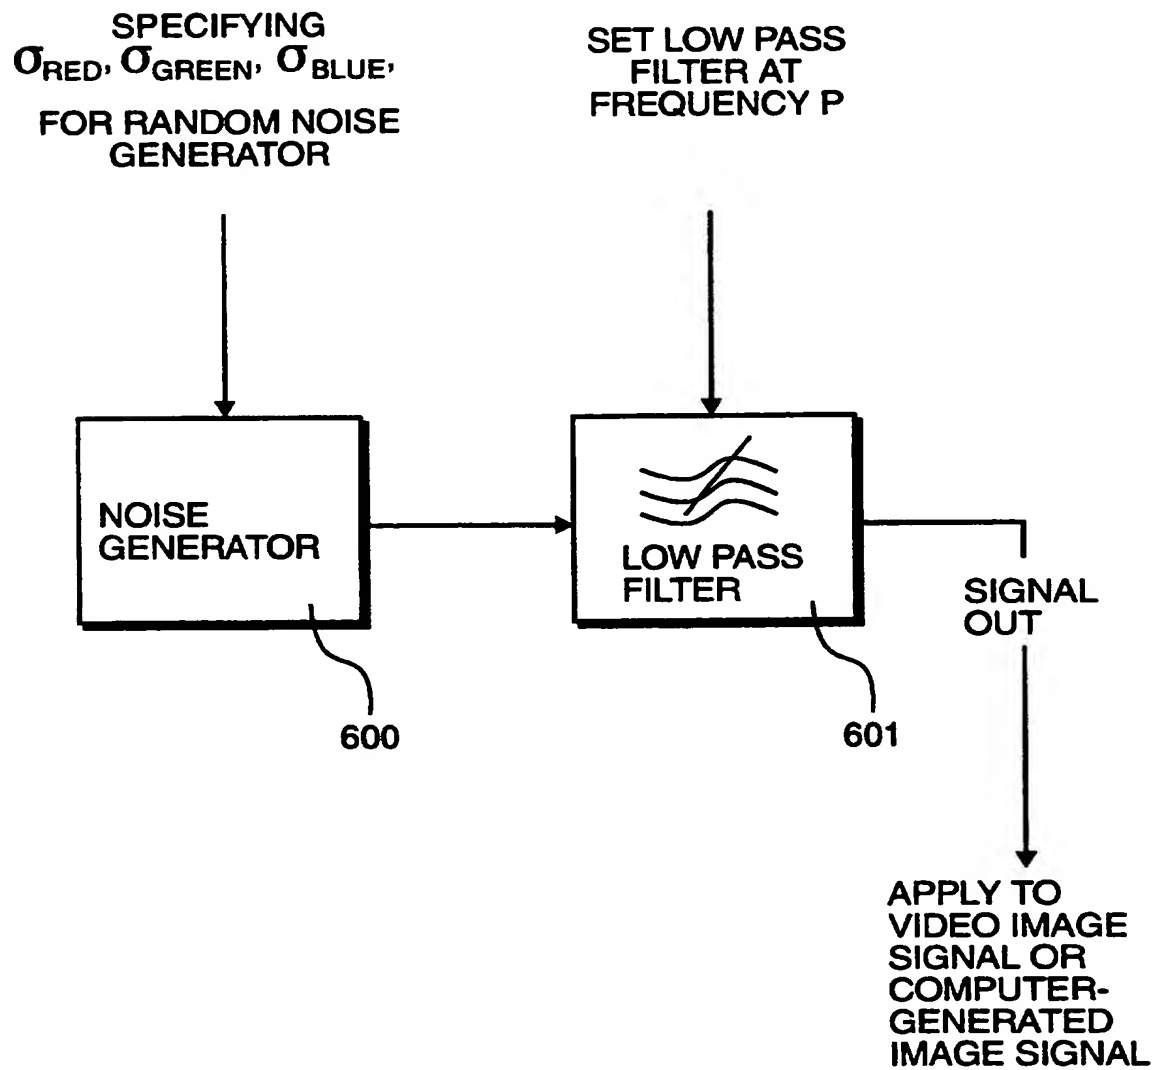 SPECIFYING
σRED, σGREEN, σBLUE,
FOR RANDOM NOISE
GENERATOR
SET LOW PASS
FILTER AT
FREQUENCY P
NOISE
GENERATOR
LOW PASS
FILTER
SIGNAL
OUT
600
601
APPLY TO
VIDEO IMAGE
SIGNAL OR
COMPUTER-
GENERATED
IMAGE SIGNAL